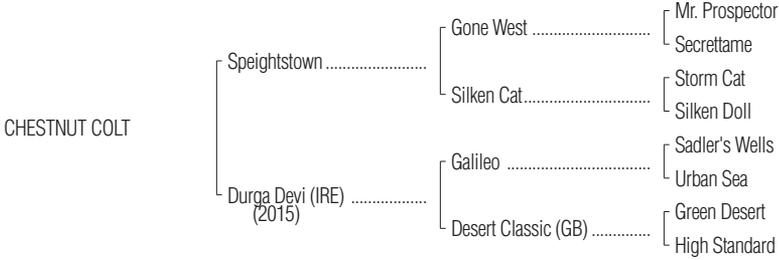 Mr. Prospector
Gone West ..............................
Secrettame
Speightstown .........................
Storm Cat
Silken Cat................................
Silken Doll
CHESTNUT COLT
Sadler's Wells
Galileo ....................................
Urban Sea
Durga Devi (IRE) ...................
(2015)
Green Desert
Desert Classic (GB) ...............
High Standard